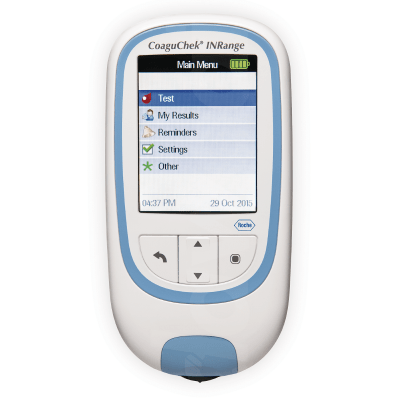 CoaguChek® INRange
Main Menu
Test
My Results
Reminders
Settings
Other
04:37 PM 29 Oct 2015
Roche